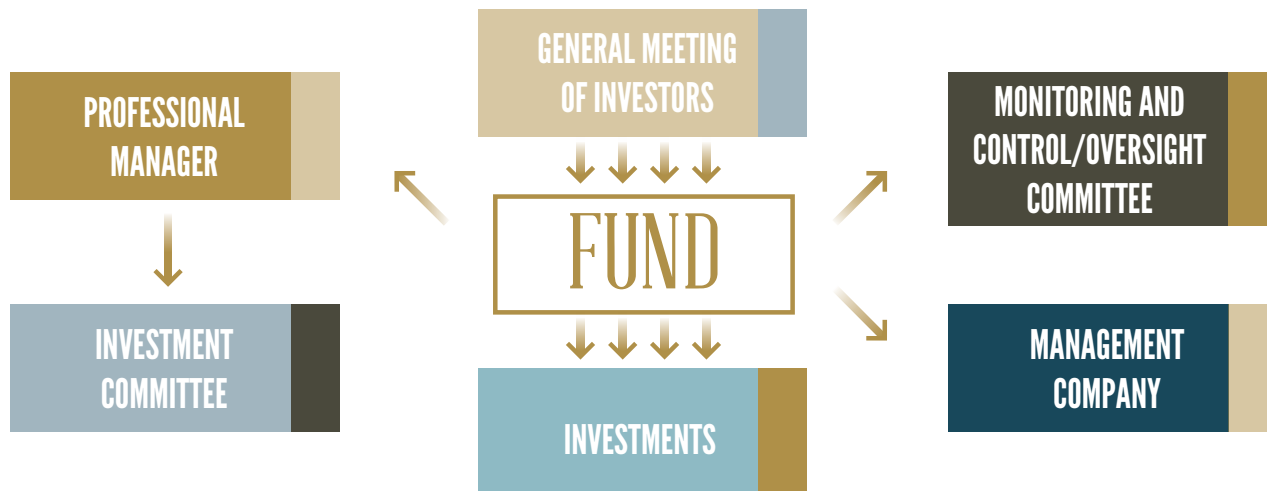 GENERAL MEETING
OF INVESTORS
PROFESSIONAL
MANAGER
MONITORING AND
CONTROL/OVERSIGHT
COMMITTEE
FUND
INVESTMENT
COMMITTEE
MANAGEMENT
COMPANY
INVESTMENTS